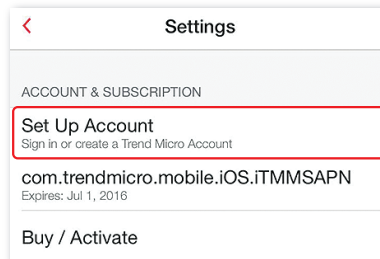 Settings
ACCOUNT & SUBSCRIPTION
Set Up Account
Sign in or create a Trend Micro Account
com.trendmicro.mobile.iOS.iTMMSAPN
Expires: Jul 1, 2016
Buy / Activate